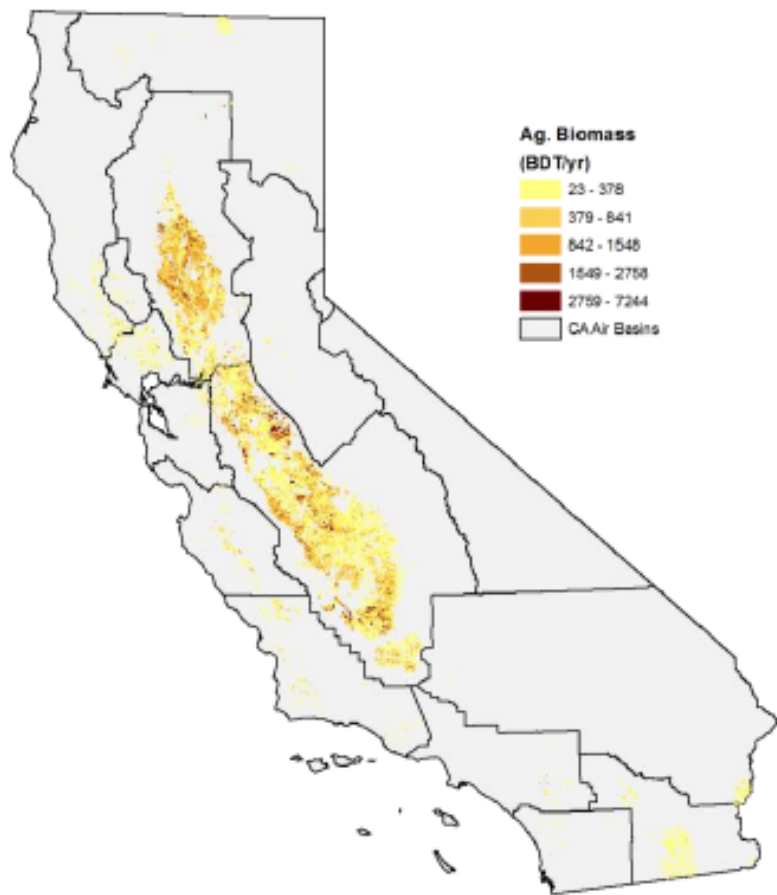 Ag. Biomass
(BDT/yr)
23 - 378
379 - 841
842 - 1548
1549 - 2758
2759 - 7244
CA Air Basins